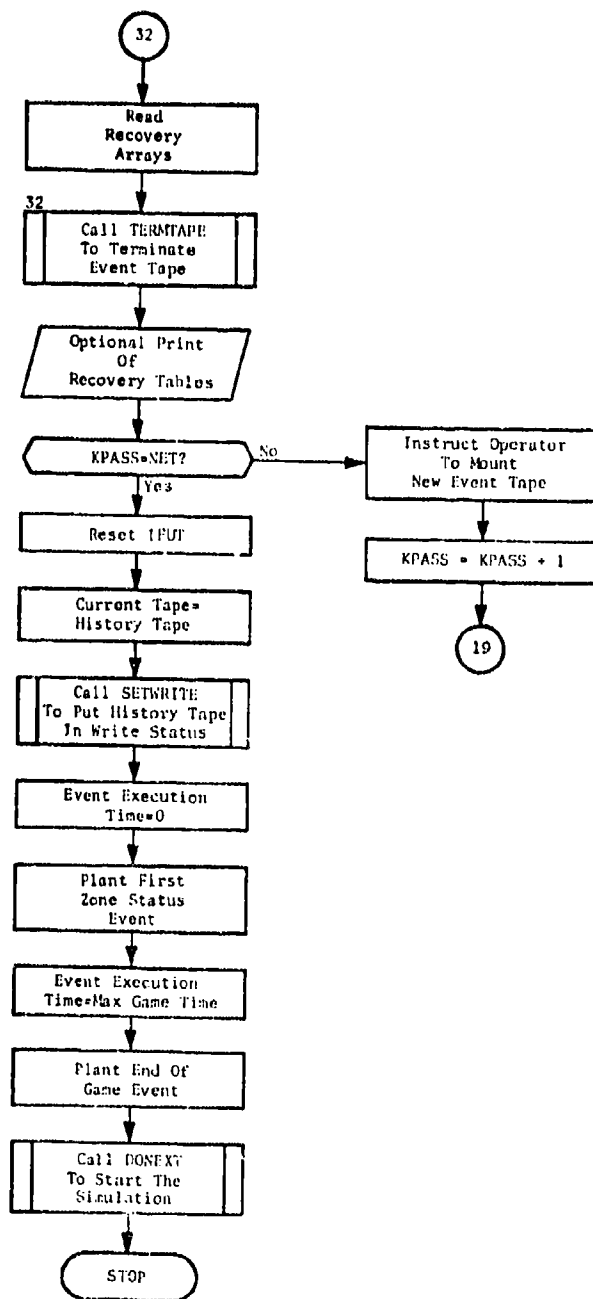 32
Read
Recovery
Arrays
32
Call TERMTAPE
To Terminate
Event Tape
Optional Print
Of
Recovery Tables
KPASS=NET?
No
Yes
Instruct Operator
To Mount
New Event Tape
KPASS = KPASS + 1
19
Reset IFUT
Current Tape=
History Tape
Call SETWRITE
To Put History Tape
In Write Status
Event Execution
Time=0
Plant First
Zone Status
Event
Event Execution
Time=Max Game Time
Plant End Of
Game Event
Call DONEXT
To Start The
Simulation
STOP